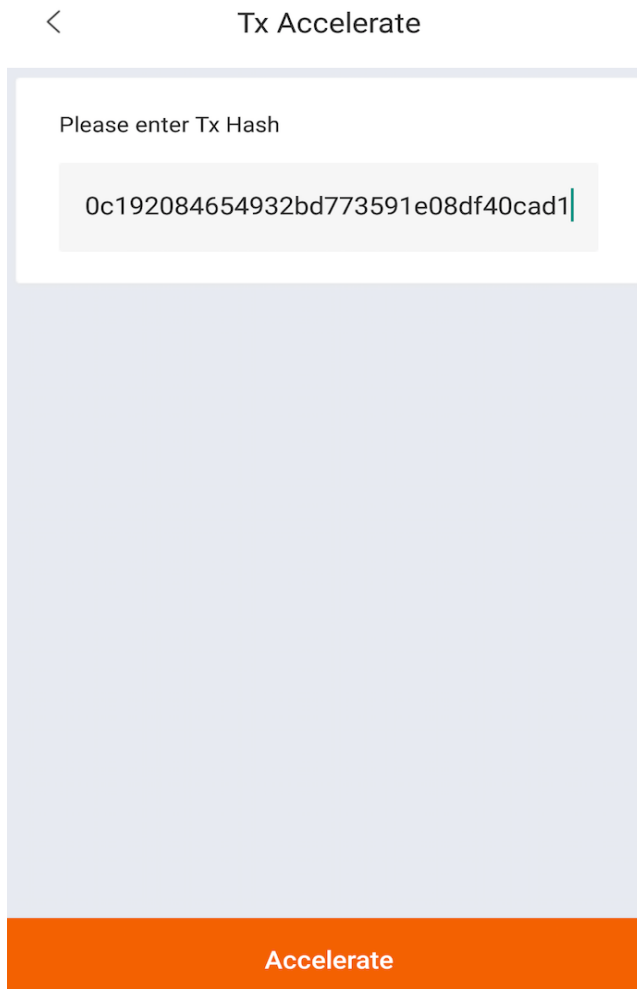 Tx Accelerate
Please enter Tx Hash
0c192084654932bd773591e08df40cad1
Accelerate